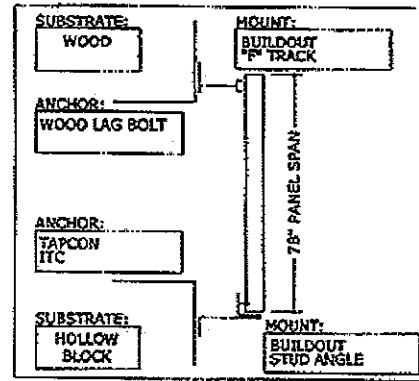 SUBSTRATE:
WOOD
MOUNT:
BUILDOUT
"F" TRACK
ANCHOR:
WOOD LAG BOLT
78" PANEL SPAN
ANCHOR:
TAPCON
ITC
SUBSTRATE:
HOLLOW
BLOCK
MOUNT:
BUILDOUT
STUD ANGLE